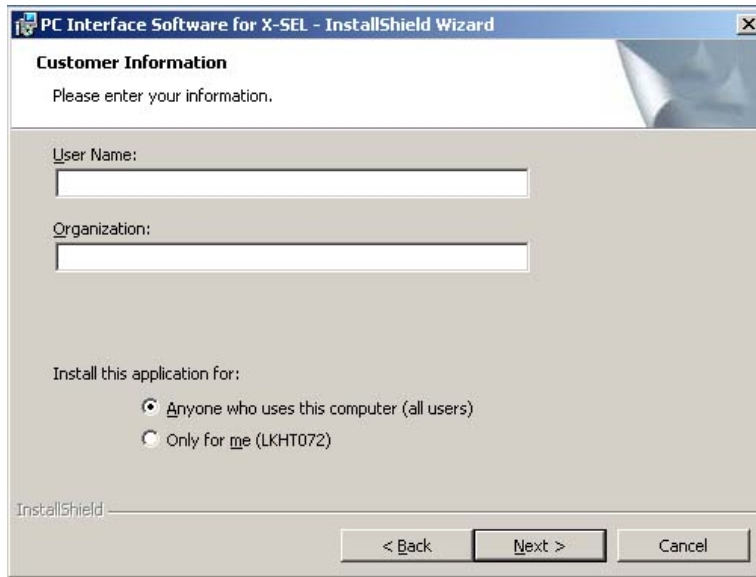 PC Interface Software for X-SEL - InstallShield Wizard
Customer Information
Please enter your information.
User Name:
Organization:
Install this application for:
Anyone who uses this computer (all users)
Only for me (LKHT072)
InstallShield
< Back
Next >
Cancel